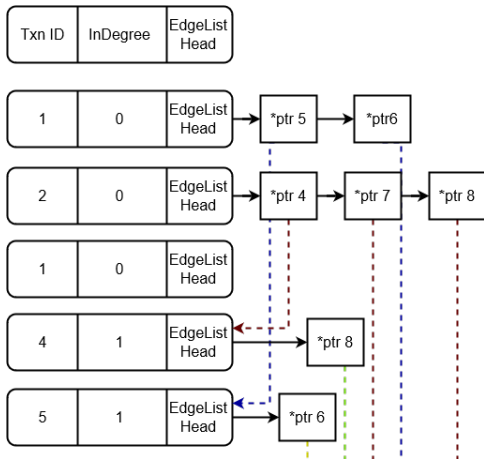 Txn ID InDegree EdgeList
Head
1 0 EdgeList
Head *ptr 5 *ptr6
2 0 EdgeList
Head *ptr 4 *ptr 7 *ptr 8
1 0 EdgeList
Head
4 1 EdgeList
Head *ptr 8
5 1 EdgeList
Head *ptr 6